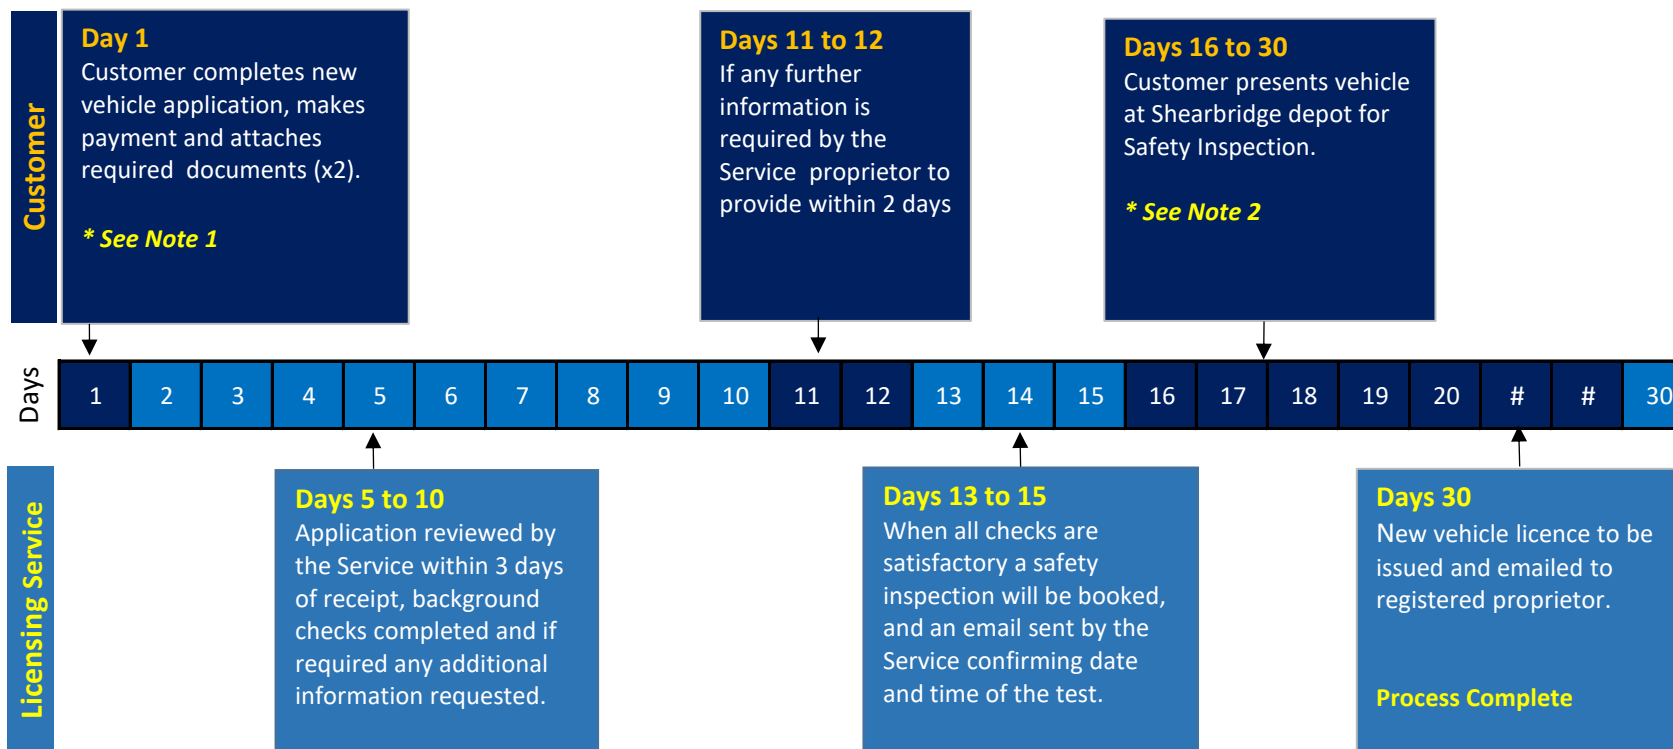 Customer
Day 1
Customer completes new
vehicle application, makes
payment and attaches
required documents (x2).
* See Note 1
Days 11 to 12
If any further
information is
required by the
Service proprietor to
provide within 2 days
Days 16 to 30
Customer presents vehicle
at Shearbridge depot for
Safety Inspection.
* See Note 2
Days
1 2 3 4 5 6 7 8 9 10 11 12 13 14 15 16 17 18 19 20 # # 30
Licensing Service
Days 5 to 10
Application reviewed by
the Service within 3 days
of receipt, background
checks completed and if
required any additional
information requested.
Days 13 to 15
When all checks are
satisfactory a safety
inspection will be booked,
and an email sent by the
Service confirming date
and time of the test.
Days 30
New vehicle licence to be
issued and emailed to
registered proprietor.
Process Complete